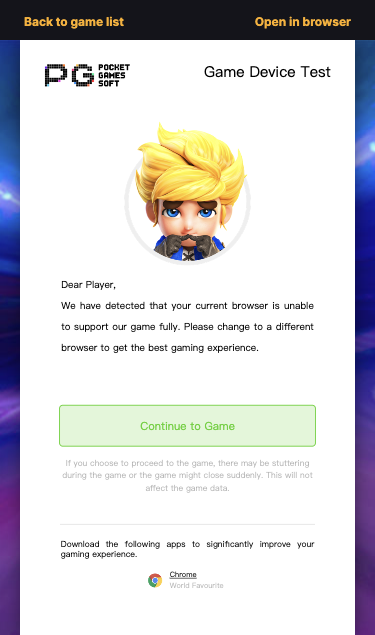 Back to game list
Open in browser
PG POCKET GAMES SOFT
Game Device Test
Dear Player,
We have detected that your current browser is unable
to support our game fully. Please change to a different
browser to get the best gaming experience.
Continue to Game
If you choose to proceed to the game, there may be stuttering
during the game or the game might close suddenly. This will not
affect the game data.
Download the following apps to significantly improve your
gaming experience.
Chrome
World Favourite